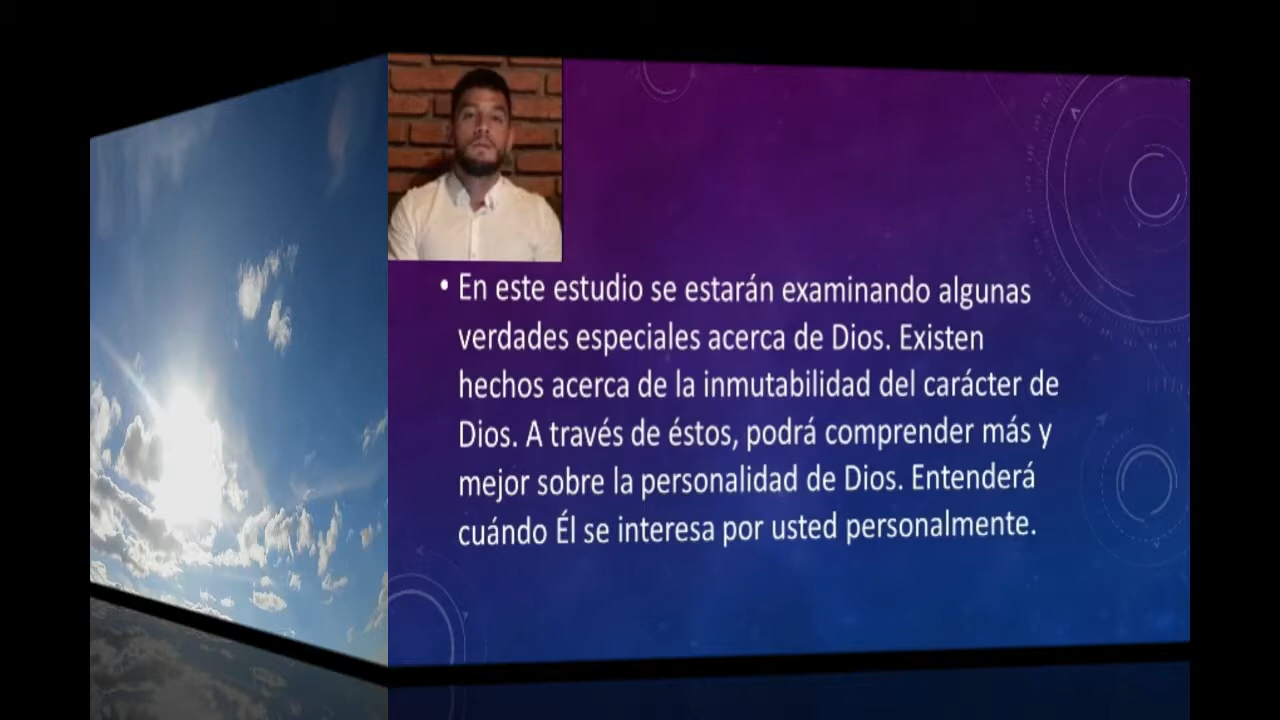 • En este estudio se estarán examinando algunas
verdades especiales acerca de Dios. Existen
hechos acerca de la inmutabilidad del carácter de
Dios. A través de éstos, podrá comprender más y
mejor sobre la personalidad de Dios. Entenderá
cuándo Él se interesa por usted personalmente.